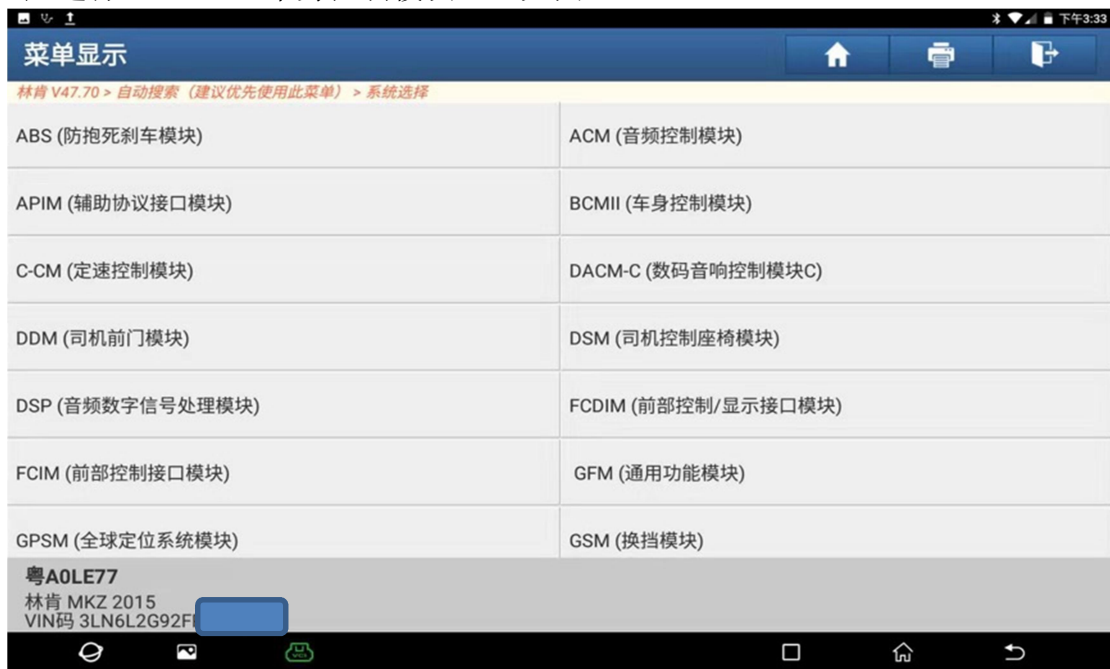 下午3:33
菜单显示
林肯 V47.70 > 自动搜索（建议优先使用此菜单） > 系统选择
ABS (防抱死刹车模块)
ACM (音频控制模块)
APIM (辅助协议接口模块)
BCMII (车身控制模块)
C-CM (定速控制模块)
DACM-C (数码音响控制模块C)
DDM (司机前门模块)
DSM (司机控制座椅模块)
DSP (音频数字信号处理模块)
FCDIM (前部控制/显示接口模块)
FCIM (前部控制接口模块)
GFM (通用功能模块)
GPSM (全球定位系统模块)
GSM (换挡模块)
粤A0LE77
林肯 MKZ 2015
VIN码 3LN6L2G92F